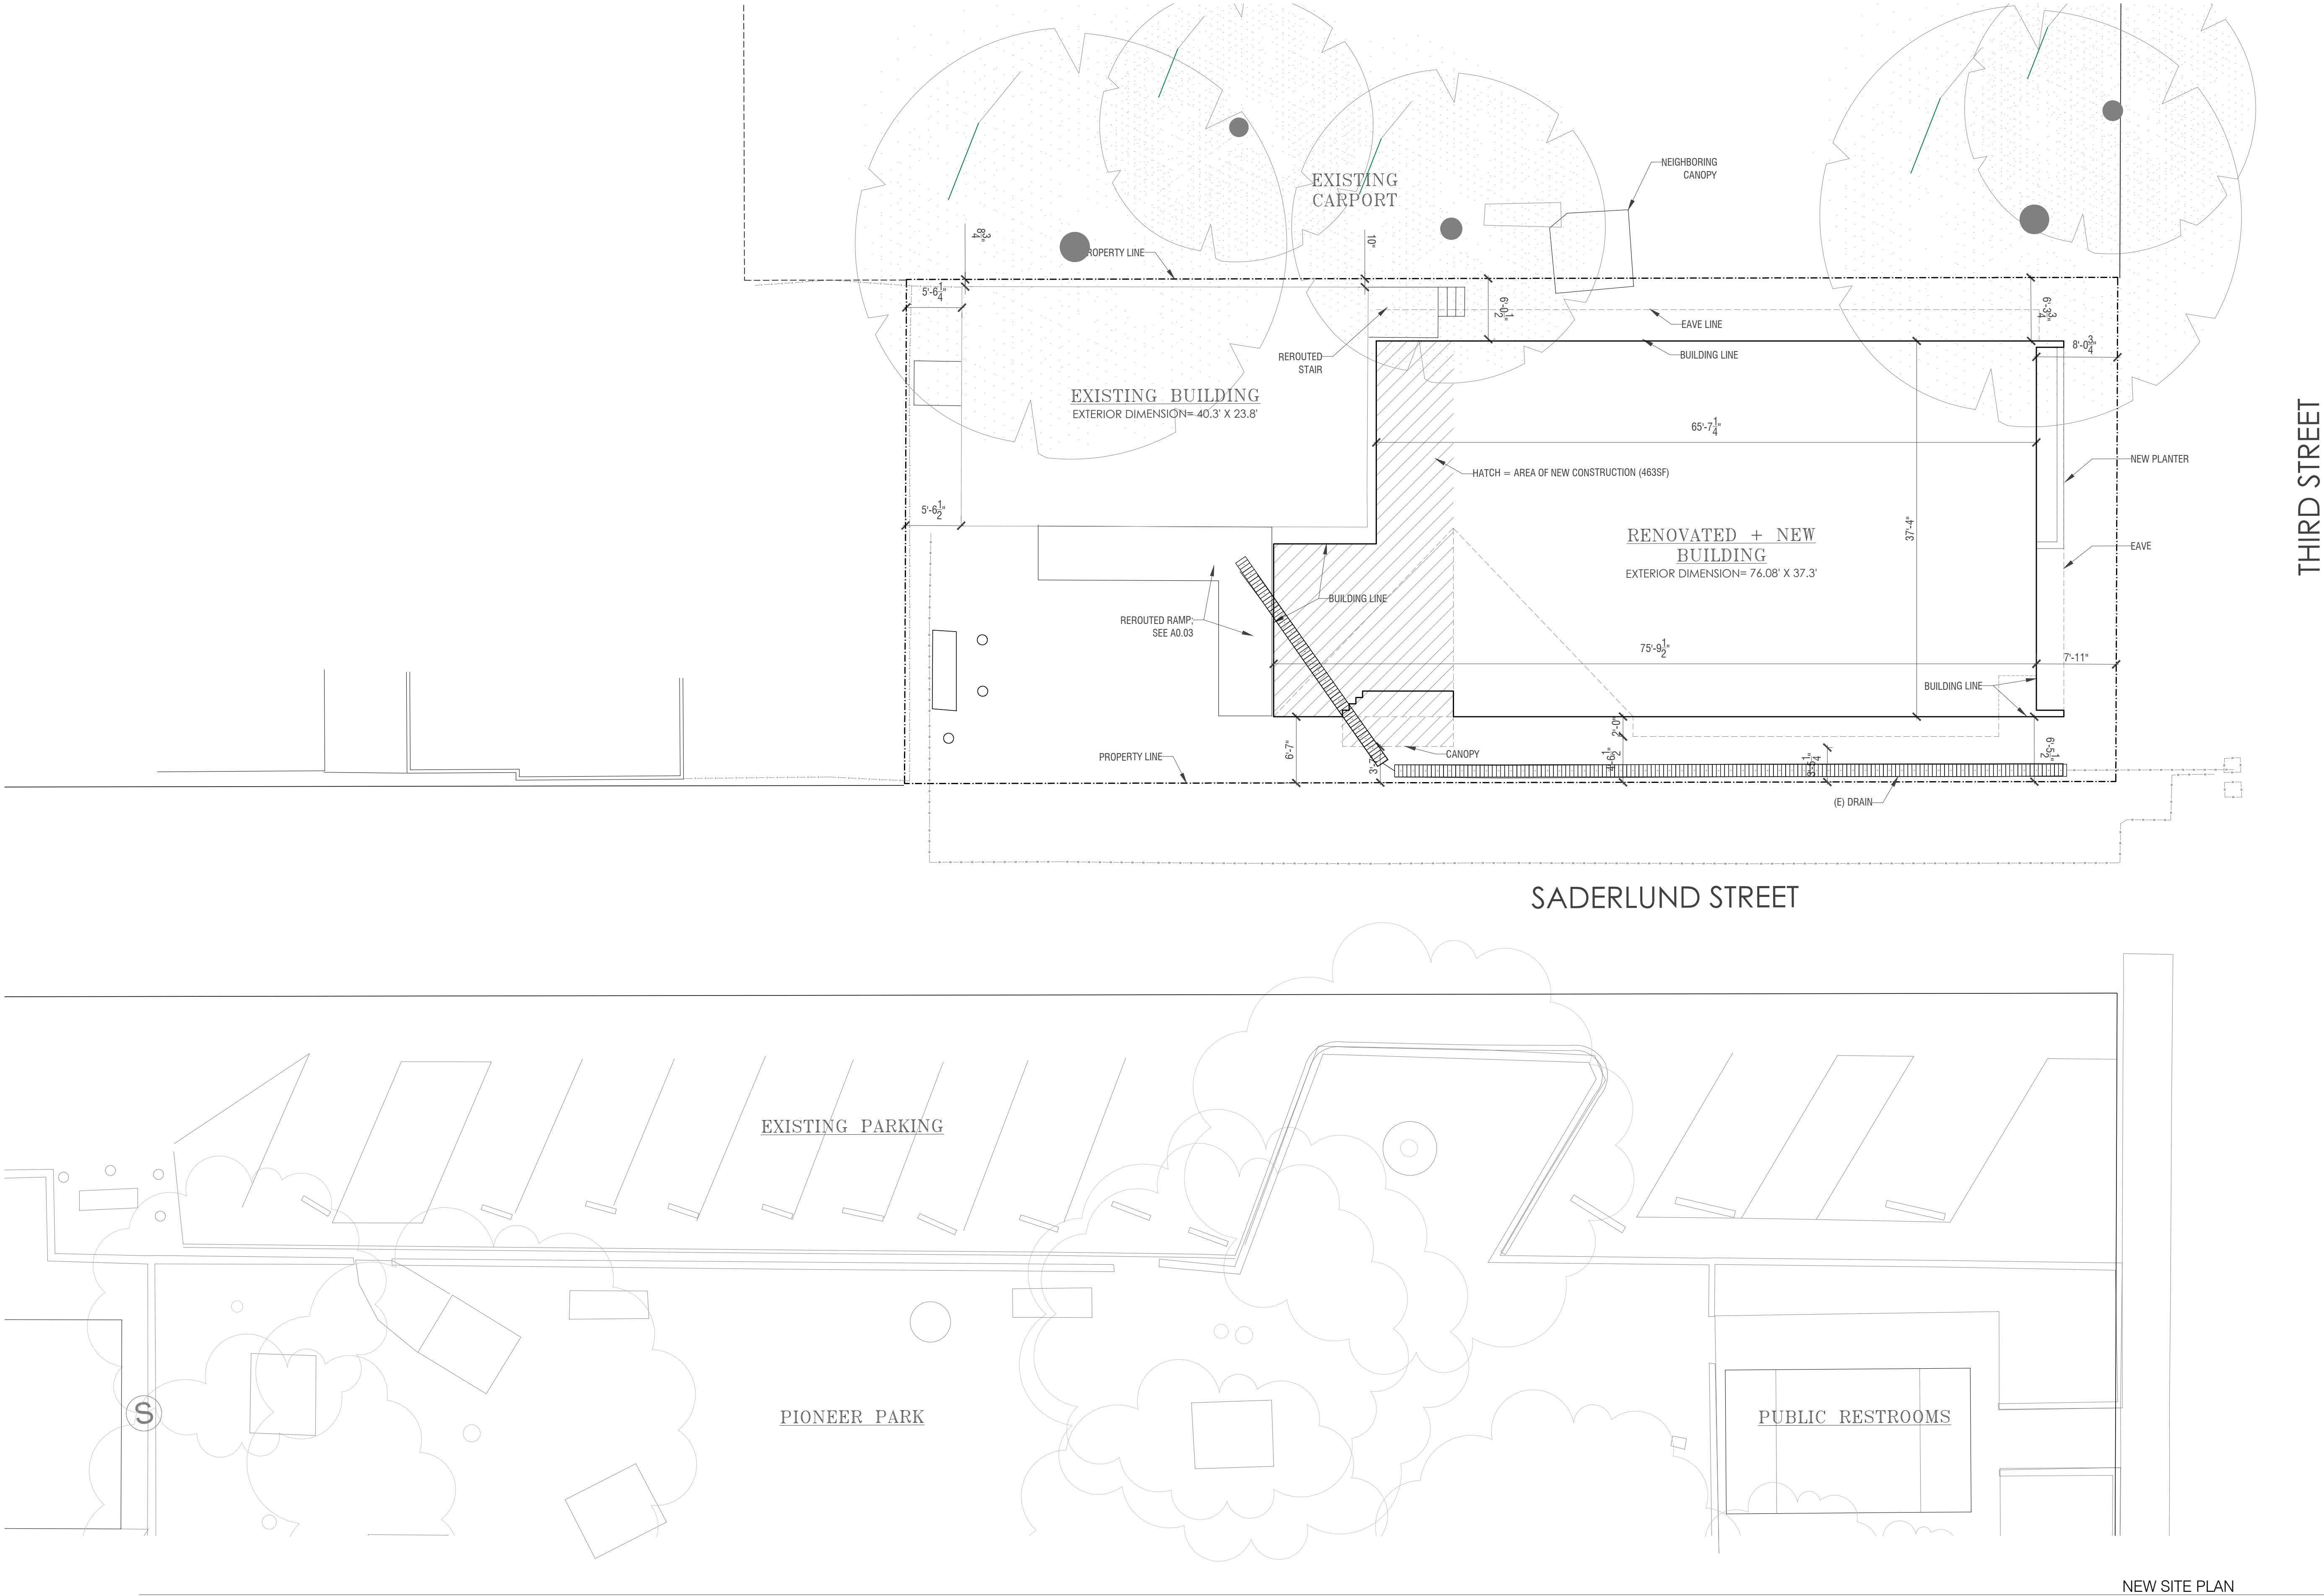 NEIGHBORING
CANOPY
EXISTING
CARPORT
8 3/4"
10"
ROPERTY LINE
5'-6 1/4"
6'-0 1/2"
6'-3 3/4"
EAVE LINE
REROUTED
STAIR
BUILDING LINE
8'-0 3/4"
EXISTING BUILDING
EXTERIOR DIMENSION= 40.3' X 23.8'
65'-7 1/4"
THIRD STREET
HATCH = AREA OF NEW CONSTRUCTION (463SF)
NEW PLANTER
5'-6 1/2"
37'-4"
RENOVATED + NEW
BUILDING
EXTERIOR DIMENSION= 76.08' X 37.3'
EAVE
BUILDING LINE
REROUTED RAMP;
SEE A0.03
75'-9 1/2"
7'-11"
BUILDING LINE
2'-0"
6'-7"
6'-5 1/2"
PROPERTY LINE
CANOPY
(E) DRAIN
SADERLUND STREET
EXISTING PARKING
PIONEER PARK
PUBLIC RESTROOMS
S
NEW SITE PLAN